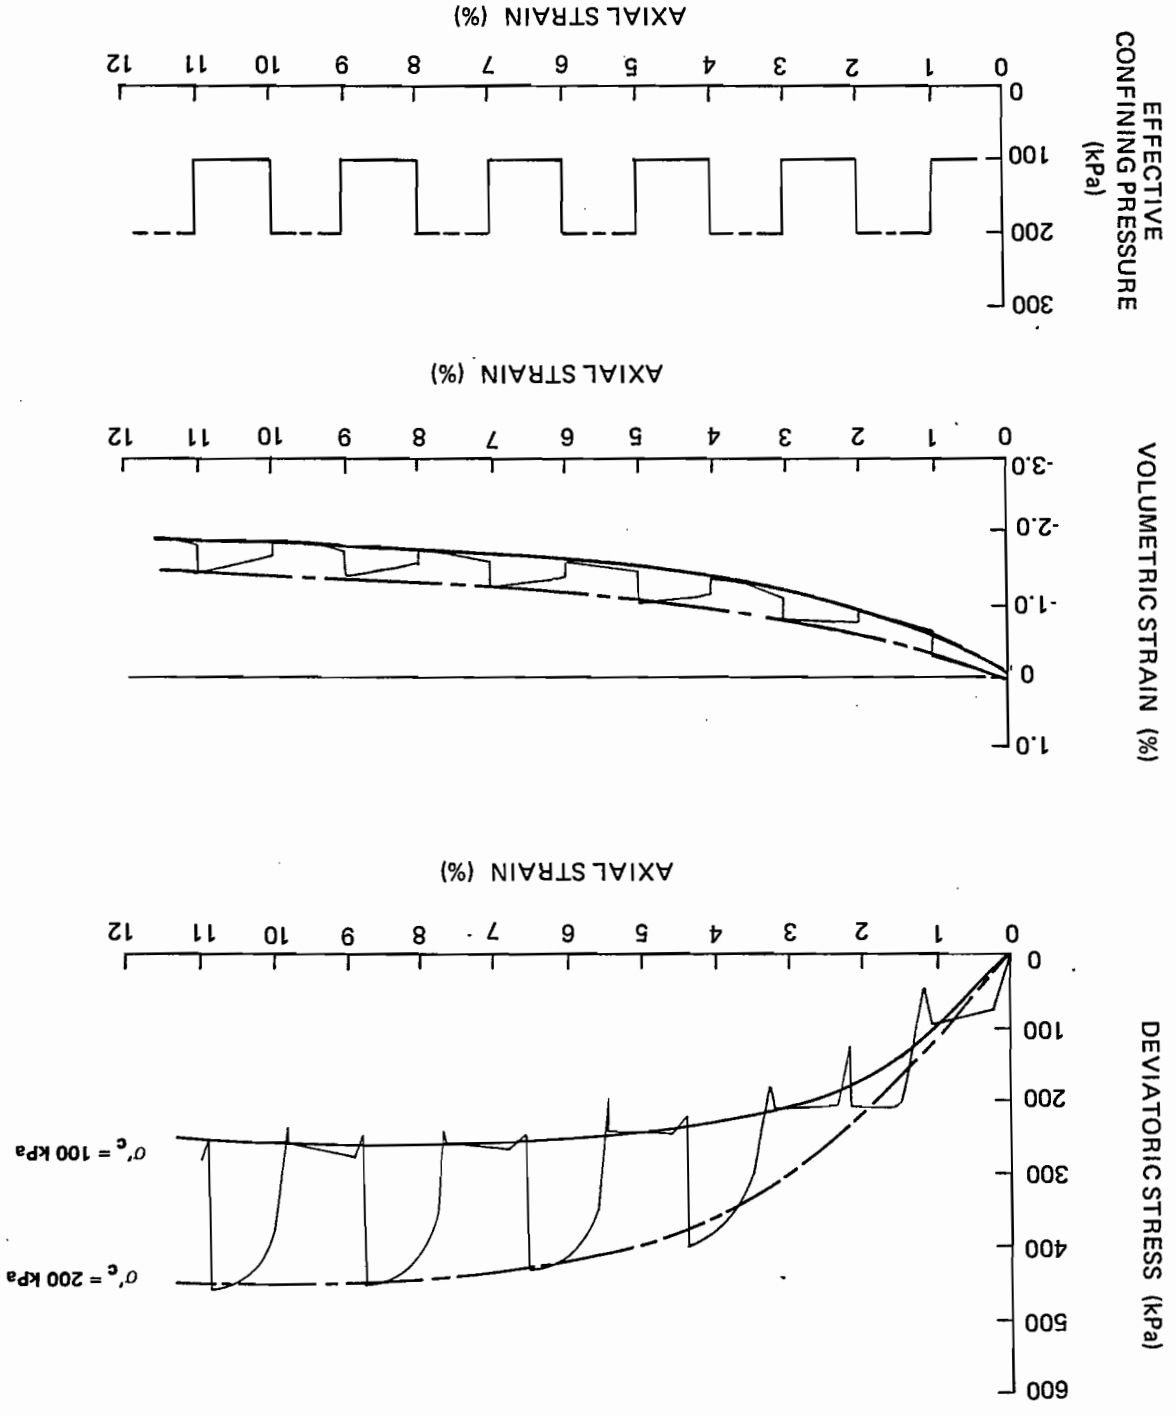 DEVIATORIC STRESS (kPa)
600
500
400
300
200
100
0
σ'c = 200 kPa
σ'c = 100 kPa
0 1 2 3 4 5 6 7 8 9 10 11 12
AXIAL STRAIN (%)
VOLUMETRIC STRAIN (%)
1.0
0
-1.0
-2.0
-3.0
0 1 2 3 4 5 6 7 8 9 10 11 12
AXIAL STRAIN (%)
EFFECTIVE
CONFINING PRESSURE
(kPa)
300
200
100
0
0 1 2 3 4 5 6 7 8 9 10 11 12
AXIAL STRAIN (%)